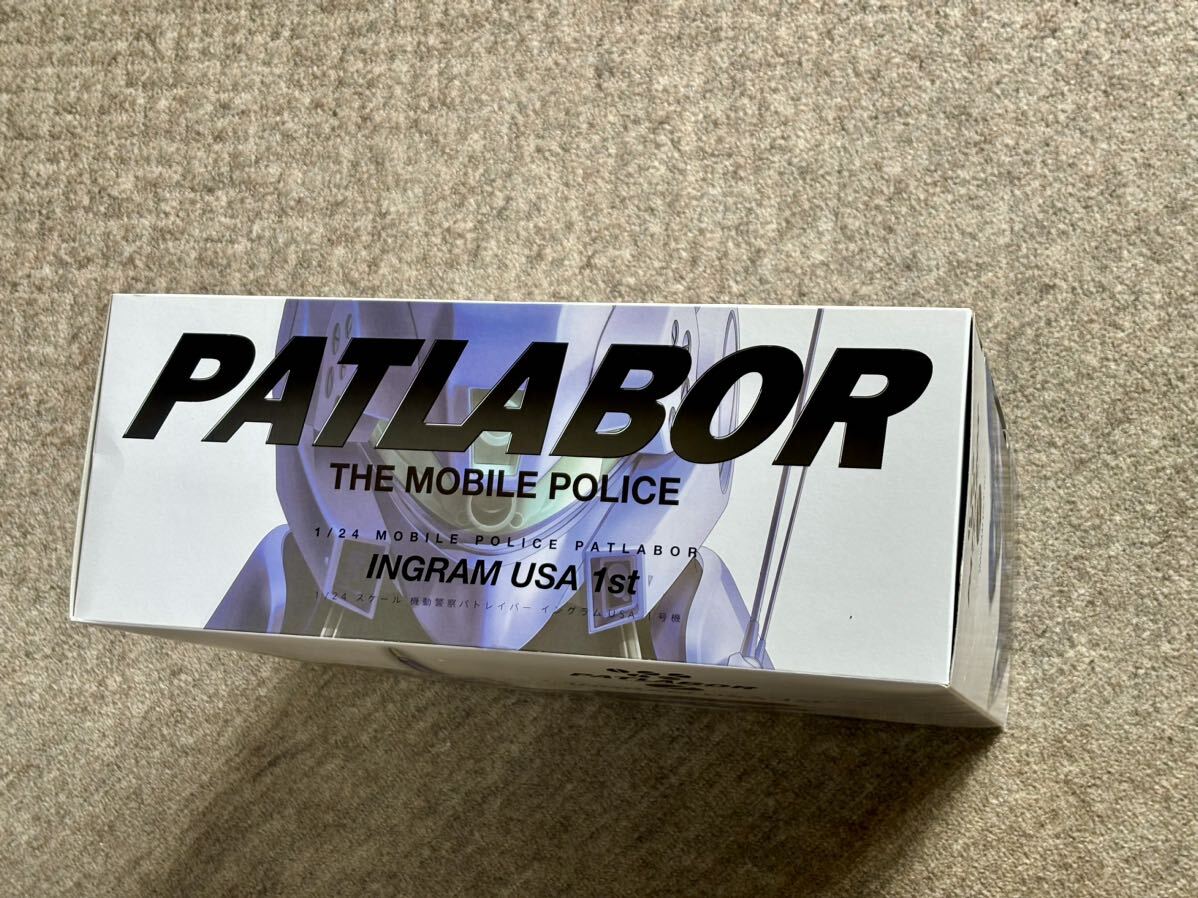 PATLABOR
THE MOBILE POLICE
1/24 MOBILE POLICE PATLABOR
INGRAM USA 1st
1/24 スケール 機動警察パトレイバー イングラムUSA 1号機
PATLABOR